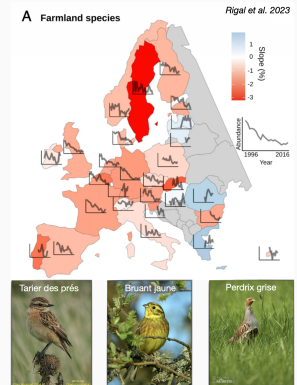 Rigal et al. 2023
A Farmland species
1
0
-1
-2
-3
Slope (%)
Abundance
1996 2016
Year
Tarier des prés
Bruant jaune
Perdrix grise